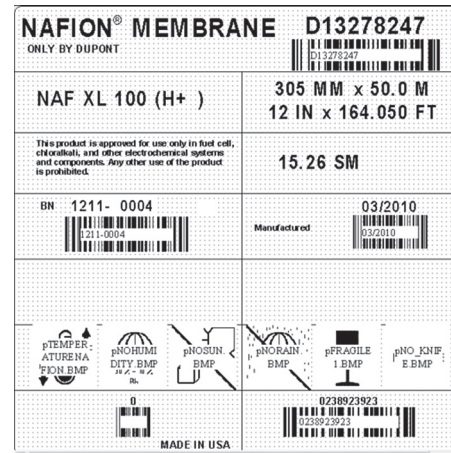 NAFION® MEMBRANE
ONLY BY DUPONT
D13278247
D13278247
NAF XL 100 (H+ )
305 MM x 50.0 M
12 IN x 164.050 FT
This product is approved for use only in fuel cell,
chloralkali, and other electrochemical systems
and components. Any other use of the product
is prohibited.
15.26 SM
BN 1211- 0004
1211-0004
Manufactured
03/2010
03/2010
pTEMPER
ATURENA
FION.BMP
pNOHUMI
DITY.BMP
pNOSUN.
BMP
pNORAIN.
BMP
pFRAGILE
1.BMP
pNO_KNIF
E.BMP
0
MADE IN USA
0238923923
0238923923